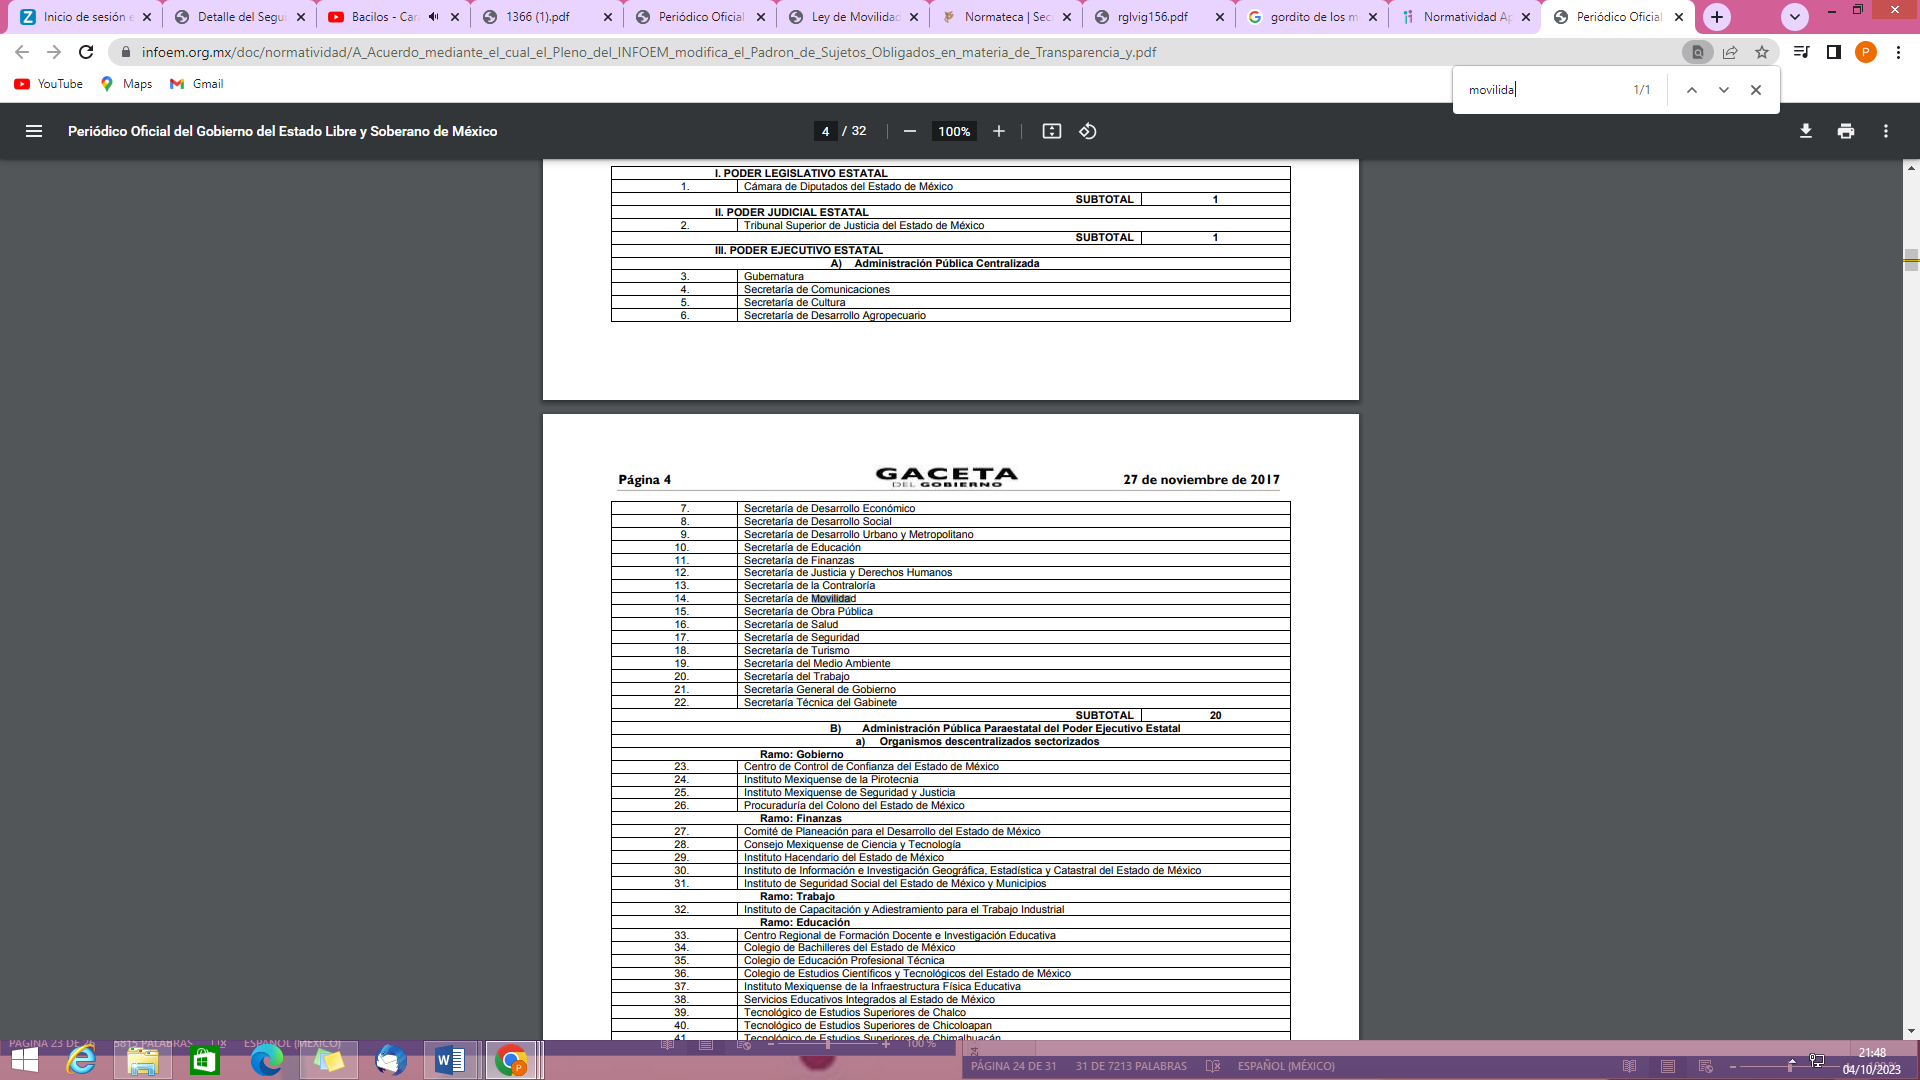 Inicio de sesión e
Detalle del Segui
Bacilos - Cara
1366 (1).pdf
Periódico Oficial
Ley de Movilidad
Normateca | Sec
rglvig156.pdf
gordito de los m
Normatividad Ap
Periódico Oficial
infoem.org.mx/doc/normatividad/A_Acuerdo_mediante_el_cual_el_Pleno_del_INFOEM_modifica_el_Padron_de_Sujetos_Obligados_en_materia_de_Transparencia_y.pdf
P
YouTube Maps Gmail
movilida 1/1
Periódico Oficial del Gobierno del Estado Libre y Soberano de México
4 / 32
100%
I. PODER LEGISLATIVO ESTATAL
1. Cámara de Diputados del Estado de México
SUBTOTAL 1
II. PODER JUDICIAL ESTATAL
2. Tribunal Superior de Justicia del Estado de México
SUBTOTAL 1
III. PODER EJECUTIVO ESTATAL
A) Administración Pública Centralizada
3. Gubernatura
4. Secretaría de Comunicaciones
5. Secretaría de Cultura
6. Secretaría de Desarrollo Agropecuario
Página 4
GACETA
DEL GOBIERNO
27 de noviembre de 2017
7. Secretaría de Desarrollo Económico
8. Secretaría de Desarrollo Social
9. Secretaría de Desarrollo Urbano y Metropolitano
10. Secretaría de Educación
11. Secretaría de Finanzas
12. Secretaría de Justicia y Derechos Humanos
13. Secretaría de la Contraloría
14. Secretaría de Movilidad
15. Secretaría de Obra Pública
16. Secretaría de Salud
17. Secretaría de Seguridad
18. Secretaría de Turismo
19. Secretaría del Medio Ambiente
20. Secretaría del Trabajo
21. Secretaría General de Gobierno
22. Secretaría Técnica del Gabinete
SUBTOTAL 20
B) Administración Pública Paraestatal del Poder Ejecutivo Estatal
a) Organismos descentralizados sectorizados
Ramo: Gobierno
23. Centro de Control de Confianza del Estado de México
24. Instituto Mexiquense de la Pirotecnia
25. Instituto Mexiquense de Seguridad y Justicia
26. Procuraduría del Colono del Estado de México
Ramo: Finanzas
27. Comité de Planeación para el Desarrollo del Estado de México
28. Consejo Mexiquense de Ciencia y Tecnología
29. Instituto Hacendario del Estado de México
30. Instituto de Información e Investigación Geográfica, Estadística y Catastral del Estado de México
31. Instituto de Seguridad Social del Estado de México y Municipios
Ramo: Trabajo
32. Instituto de Capacitación y Adiestramiento para el Trabajo Industrial
Ramo: Educación
33. Centro Regional de Formación Docente e Investigación Educativa
34. Colegio de Bachilleres del Estado de México
35. Colegio de Educación Profesional Técnica
36. Colegio de Estudios Científicos y Tecnológicos del Estado de México
37. Instituto Mexiquense de la Infraestructura Física Educativa
38. Servicios Educativos Integrados al Estado de México
39. Tecnológico de Estudios Superiores de Chalco
40. Tecnológico de Estudios Superiores de Chicoloapan
41. Tecnológico de Estudios Superiores de Chimalhuacán
PÁGINA 23 DE 26 5815 PALABRAS ESPAÑOL (MÉXICO) 100 %
PÁGINA 24 DE 31 31 DE 7213 PALABRAS ESPAÑOL (MÉXICO)
21:48
04/10/2023